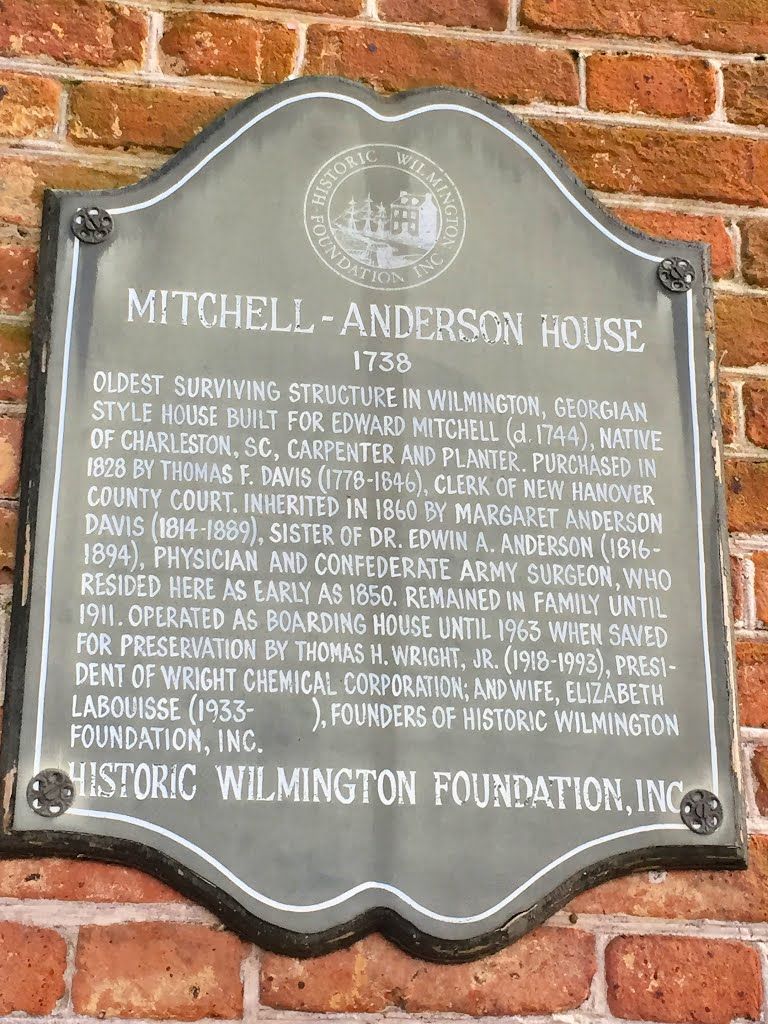 HISTORIC WILMINGTON
FOUNDATION INC
MITCHELL-ANDERSON HOUSE
1738
OLDEST SURVIVING STRUCTURE IN WILMINGTON, GEORGIAN
STYLE HOUSE BUILT FOR EDWARD MITCHELL (d. 1744), NATIVE
OF CHARLESTON, SC, CARPENTER AND PLANTER. PURCHASED IN
1828 BY THOMAS F. DAVIS (1778-1846), CLERK OF NEW HANOVER
COUNTY COURT. INHERITED IN 1860 BY MARGARET ANDERSON
DAVIS (1814-1889), SISTER OF DR. EDWIN A. ANDERSON (1816-
1894), PHYSICIAN AND CONFEDERATE ARMY SURGEON, WHO
RESIDED HERE AS EARLY AS 1850. REMAINED IN FAMILY UNTIL
1911. OPERATED AS BOARDING HOUSE UNTIL 1963 WHEN SAVED
FOR PRESERVATION BY THOMAS H. WRIGHT, JR. (1918-1993), PRESI-
DENT OF WRIGHT CHEMICAL CORPORATION; AND WIFE, ELIZABETH
LABOUISSE (1933- ), FOUNDERS OF HISTORIC WILMINGTON
FOUNDATION, INC.
HISTORIC WILMINGTON FOUNDATION, INC